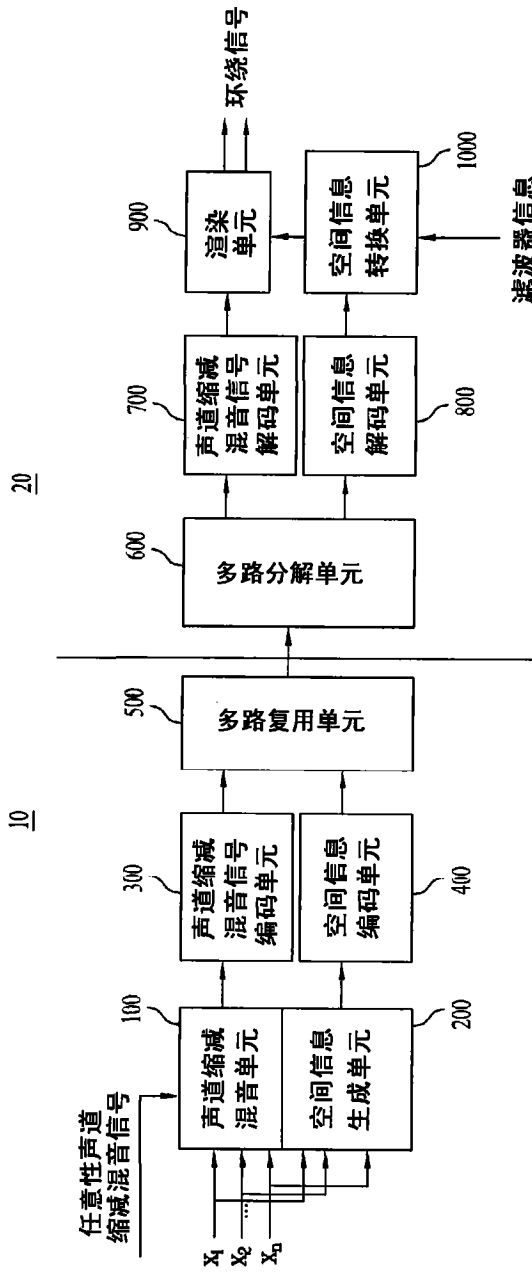 10
20
任意性声道
缩减混音信号
X1
X2
Xn
100
声道缩减
混音单元
空间信息
生成单元
200
300
声道缩减
混音信号
编码单元
空间信息
编码单元
400
500
多路复用单元
600
多路分解单元
700
声道缩减
混音信号
解码单元
空间信息
解码单元
800
900
渲染
单元
环绕信号
空间信息
转换单元
1000
滤波器信息